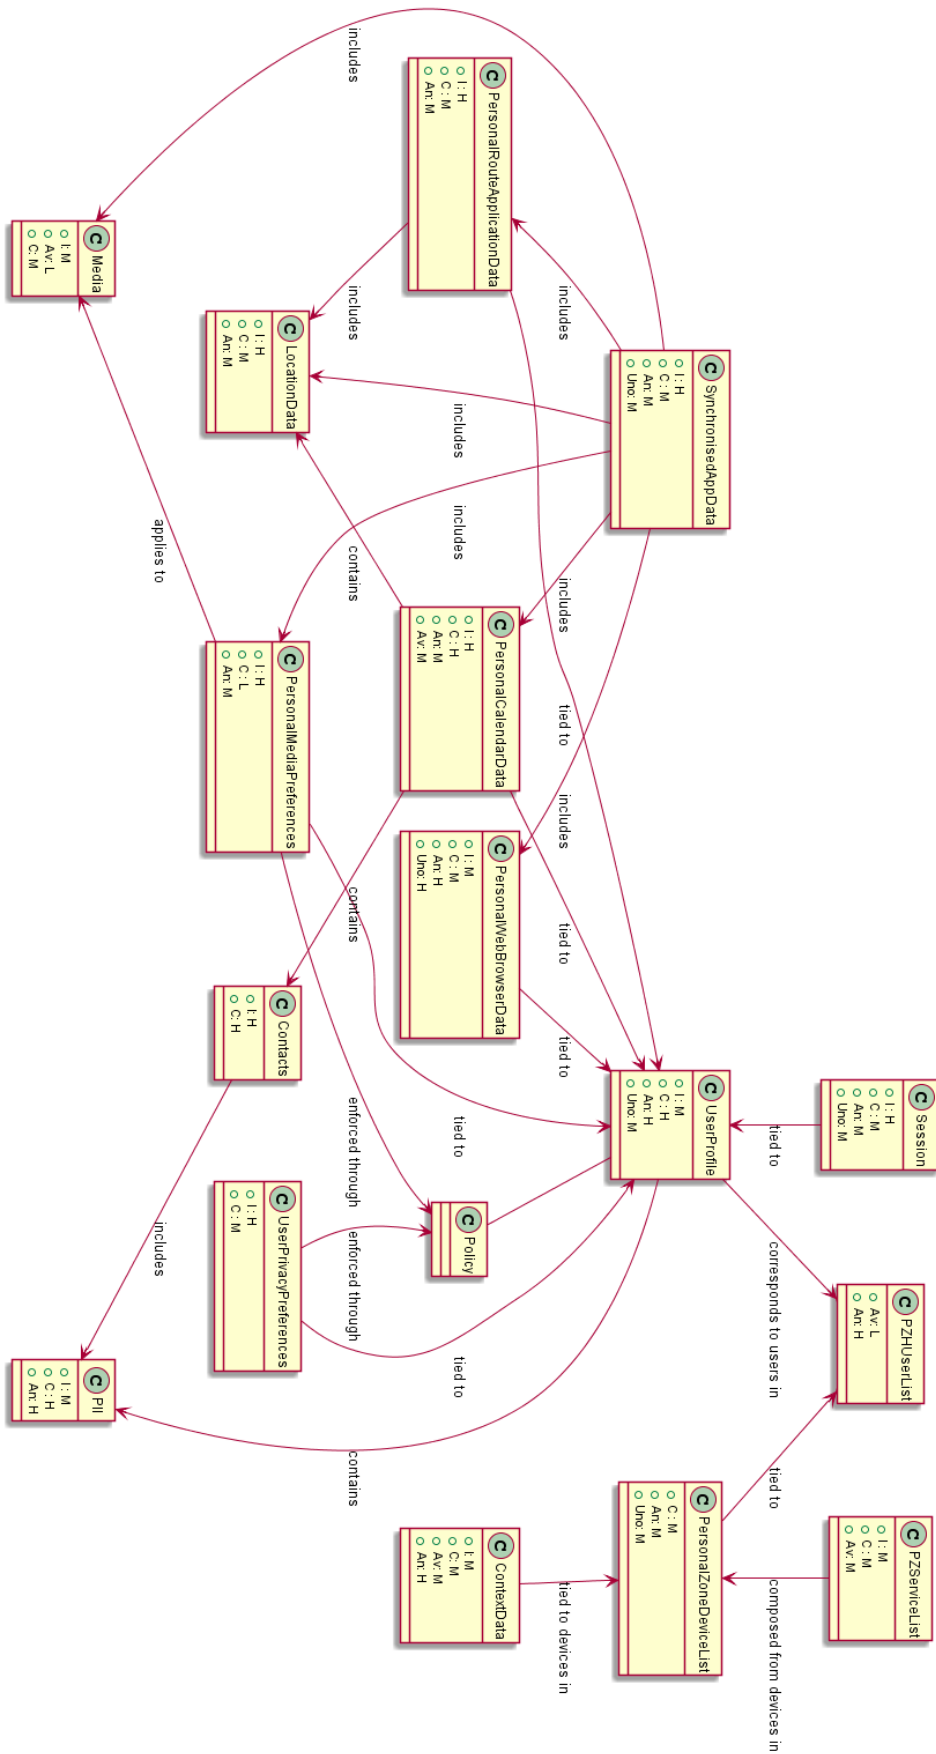 C Session
I : H
C : M
An: M
Uno: M
C PZServiceList
I : M
C : M
Av: M
C PZHUserList
Av: L
An: H
tied to
corresponds to users in
tied to
composed from devices in
C SynchronisedAppData
I : H
C : M
An: M
Uno: M
C UserProfile
I : M
C : H
An: H
Uno: M
C PersonalZoneDeviceList
C : M
An: M
Uno: M
includes
includes
tied to
includes
tied to
tied to
tied to devices in
C PersonalRouteApplicationData
I : H
C : M
An: M
C PersonalCalendarData
I : H
C : H
An: M
Av: M
C PersonalWebBrowserData
I : M
C : M
An: H
Uno: H
C Policy
C ContextData
I: M
C: M
Av: M
An: H
includes
includes
tied to
tied to
includes
includes
contains
contains
enforced through
enforced through
contains
C LocationData
I : H
C : M
An: M
C PersonalMediaPreferences
I : H
C : L
An: M
C Contacts
I: H
C: H
C UserPrivacyPreferences
I : H
C : M
applies to
includes
C Media
I: M
Av: L
C: M
C PII
I : M
C : H
An: H